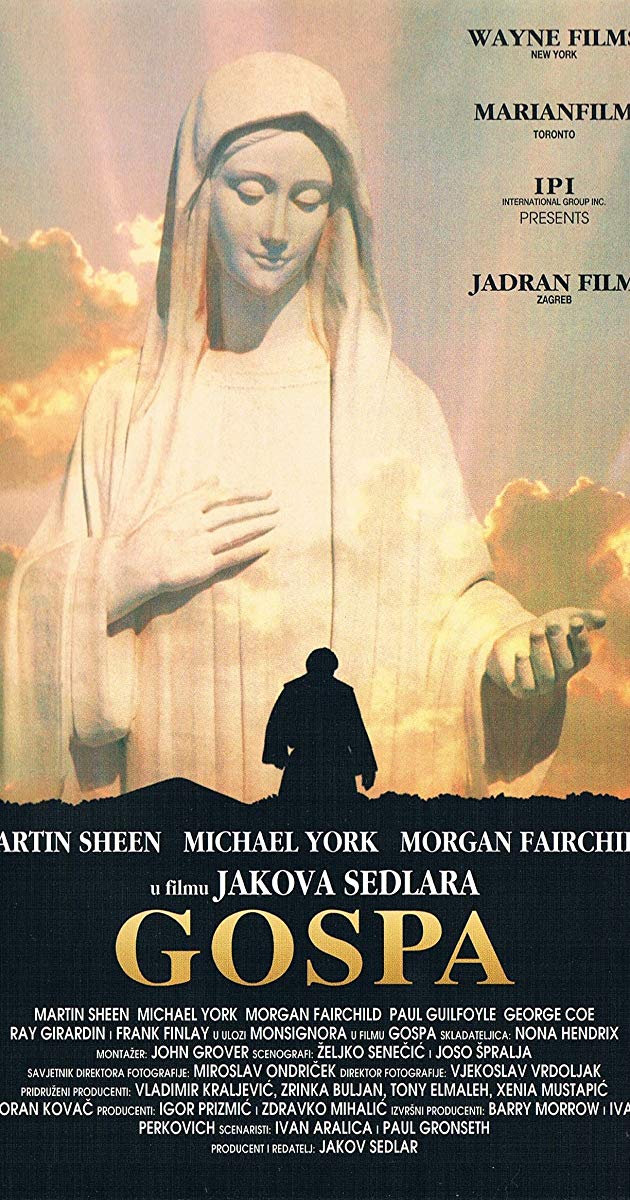 WAYNE FILMS
NEW YORK
MARIANFILM
TORONTO
IPI
INTERNATIONAL GROUP INC.
PRESENTS
JADRAN FILM
ZAGREB
ARTIN SHEEN MICHAEL YORK MORGAN FAIRCHIL
u filmu JAKOVA SEDLARA
GOSPA
MARTIN SHEEN MICHAEL YORK MORGAN FAIRCHILD PAUL GUILFOYLE GEORGE COE
RAY GIRARDIN I FRANK FINLAY U ULOZI MONSIGNORA U FILMU GOSPA SKLADATELJICA: NONA HENDRIX
MONTAŽER: JOHN GROVER SCENOGRAFI: ŽELJKO SENEČIĆ I JOSO ŠPRALJA
SAVJETNIK DIREKTORA FOTOGRAFIJE: MIROSLAV ONDRIČEK DIREKTOR FOTOGRAFIJE: VJEKOSLAV VRDOLJAK
PRIDRUŽENI PRODUCENTI: VLADIMIR KRALJEVIĆ, ZRINKA BULJAN, TONY ELMALEH, XENIA MUSTAPIĆ
ORAN KOVAČ PRODUCENTI: IGOR PRIZMIĆ I ZDRAVKO MIHALIĆ IZVRŠNI PRODUCENTI: BARRY MORROW I IVA
PERKOVICH SCENARISTI: IVAN ARALICA I PAUL GRONSETH
PRODUCENT I REDATELJ: JAKOV SEDLAR